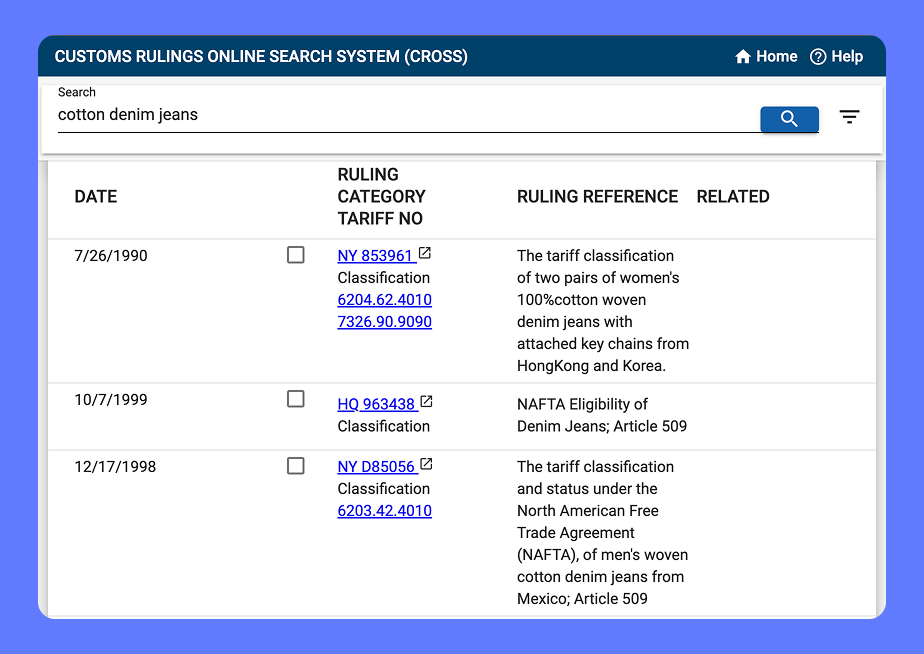 CUSTOMS RULINGS ONLINE SEARCH SYSTEM (CROSS)
Home
Help
Search
cotton denim jeans
DATE
RULING
CATEGORY
TARIFF NO
RULING REFERENCE
RELATED
7/26/1990
NY 853961
Classification
6204.62.4010
7326.90.9090
The tariff classification
of two pairs of women's
100%cotton woven
denim jeans with
attached key chains from
HongKong and Korea.
10/7/1999
HQ 963438
Classification
NAFTA Eligibility of
Denim Jeans; Article 509
12/17/1998
NY D85056
Classification
6203.42.4010
The tariff classification
and status under the
North American Free
Trade Agreement
(NAFTA), of men's woven
cotton denim jeans from
Mexico; Article 509